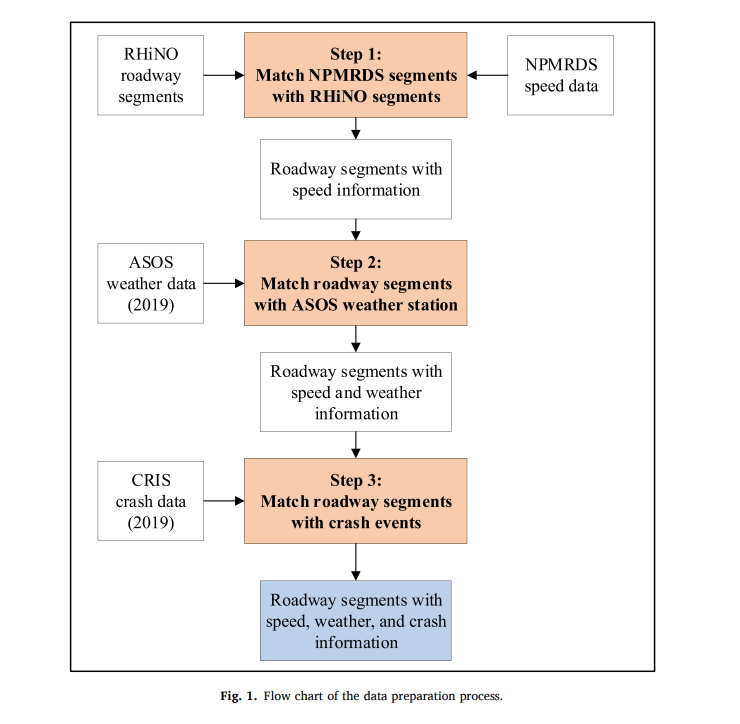 RHiNO
roadway
segments
Step 1:
Match NPMRDS segments
with RHiNO segments
NPMRDS
speed data
Roadway segments with
speed information
ASOS
weather data
(2019)
Step 2:
Match roadway segments
with ASOS weather station
Roadway segments with
speed and weather
information
CRIS
crash data
(2019)
Step 3:
Match roadway segments
with crash events
Roadway segments with
speed, weather, and crash
information
Fig. 1. Flow chart of the data preparation process.